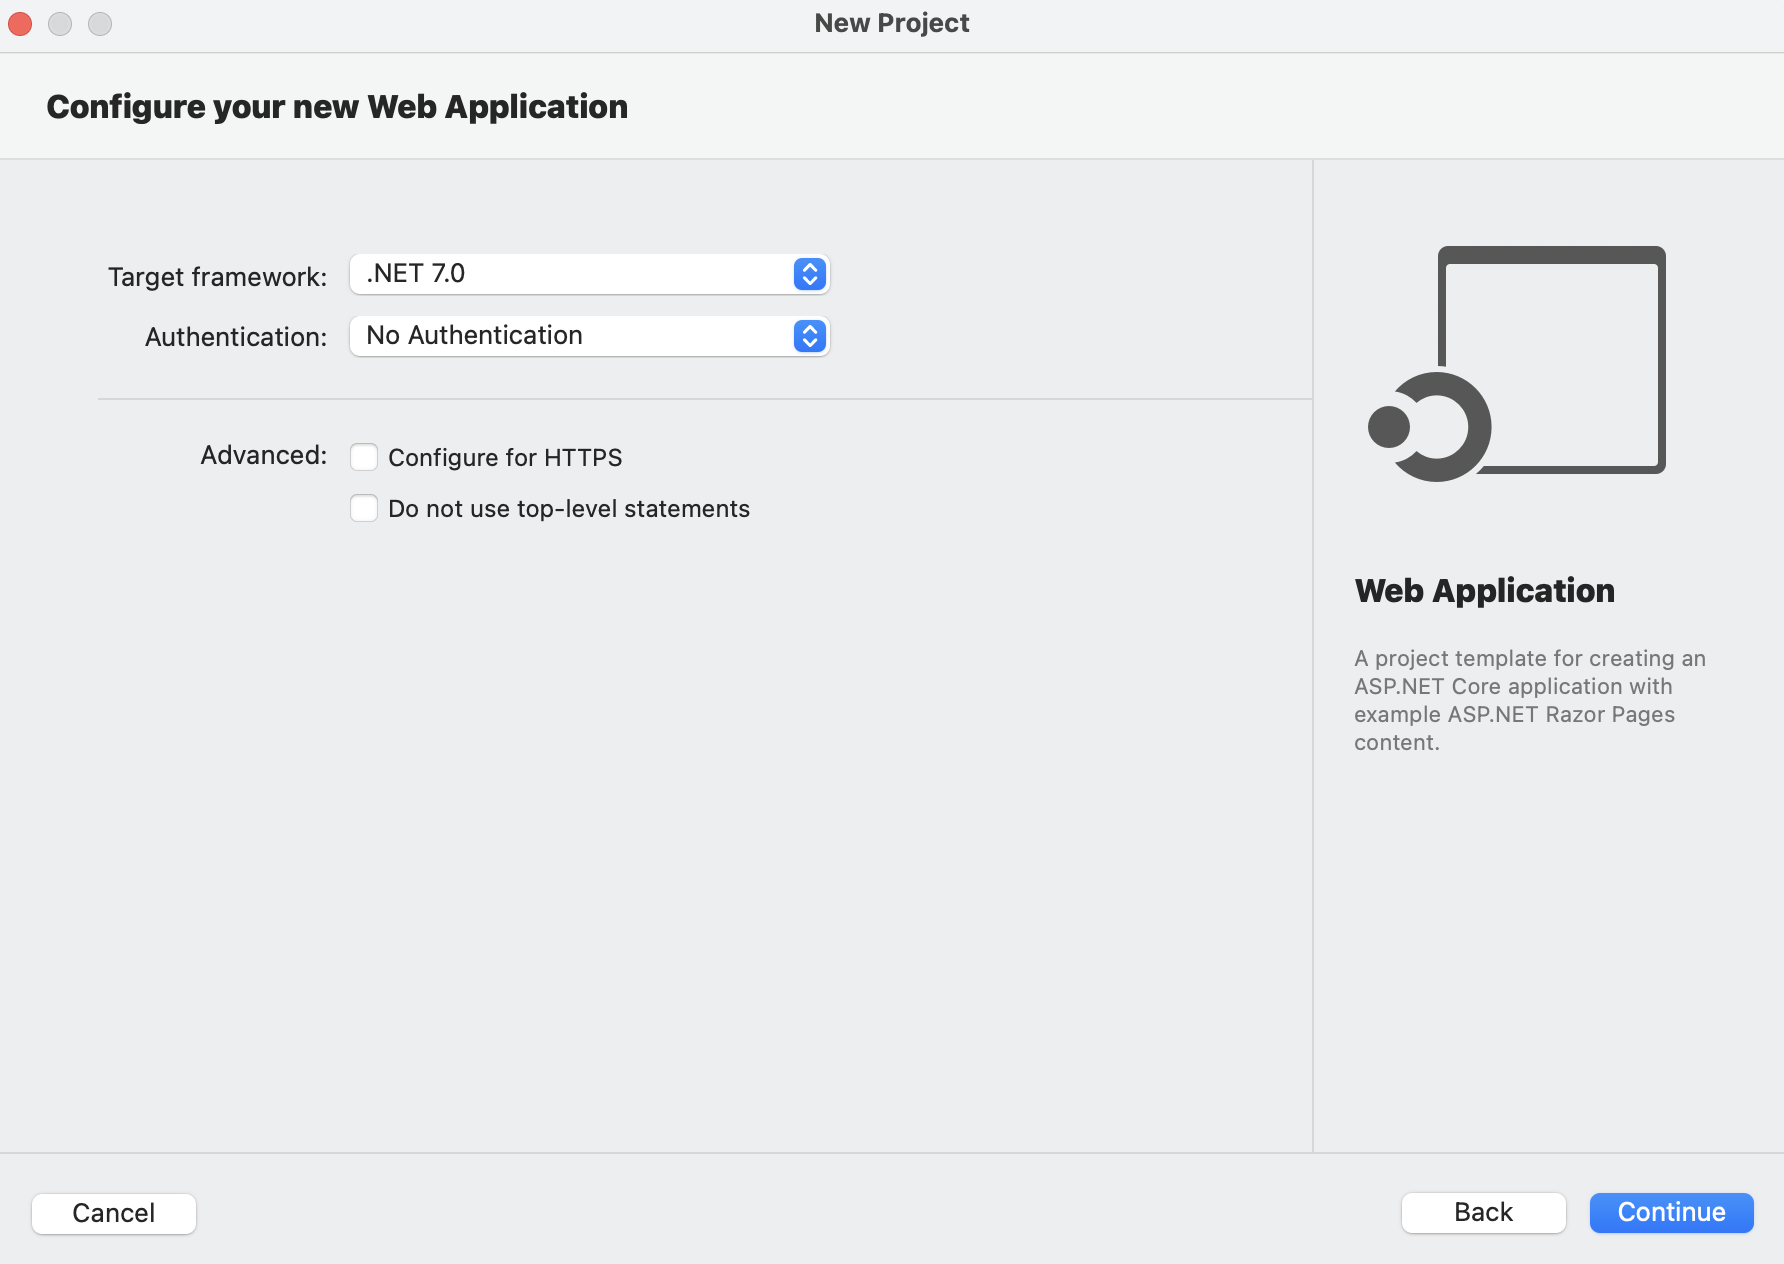 New Project
Configure your new Web Application
Target framework: .NET 7.0
Authentication: No Authentication
Advanced: Configure for HTTPS
Do not use top-level statements
Web Application
A project template for creating an
ASP.NET Core application with
example ASP.NET Razor Pages
content.
Cancel
Back
Continue